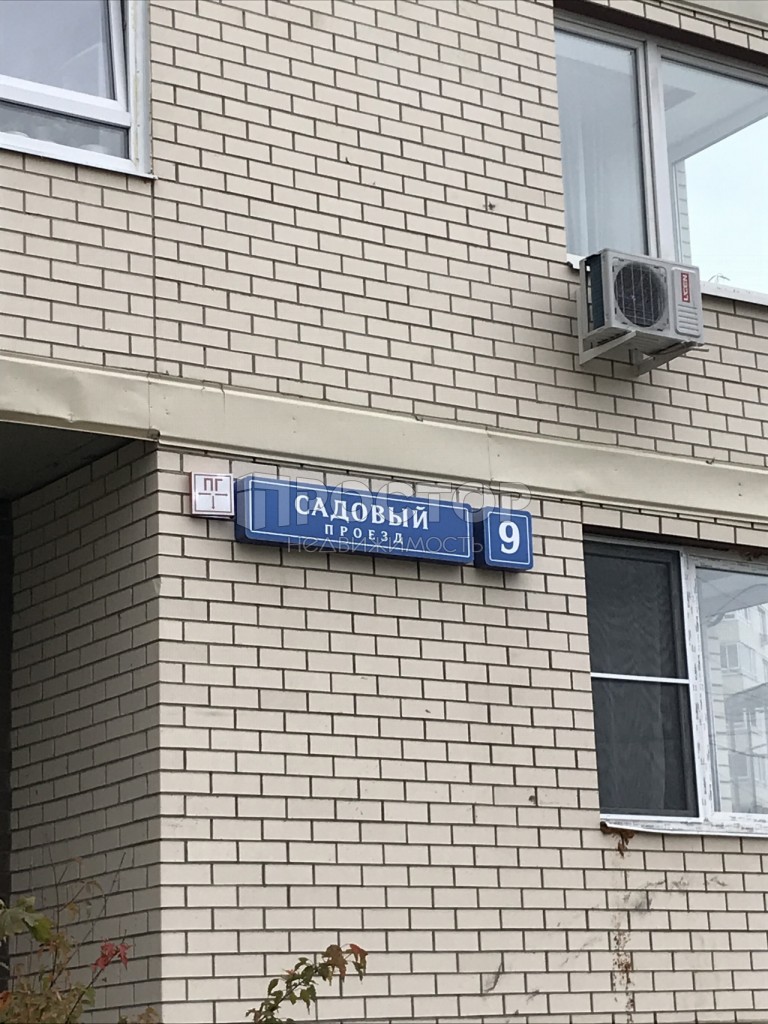 ПГ
САДОВЫЙ
ПРОЕЗД
9
ПРОСТОР
НЕДВИЖИМОСТЬ